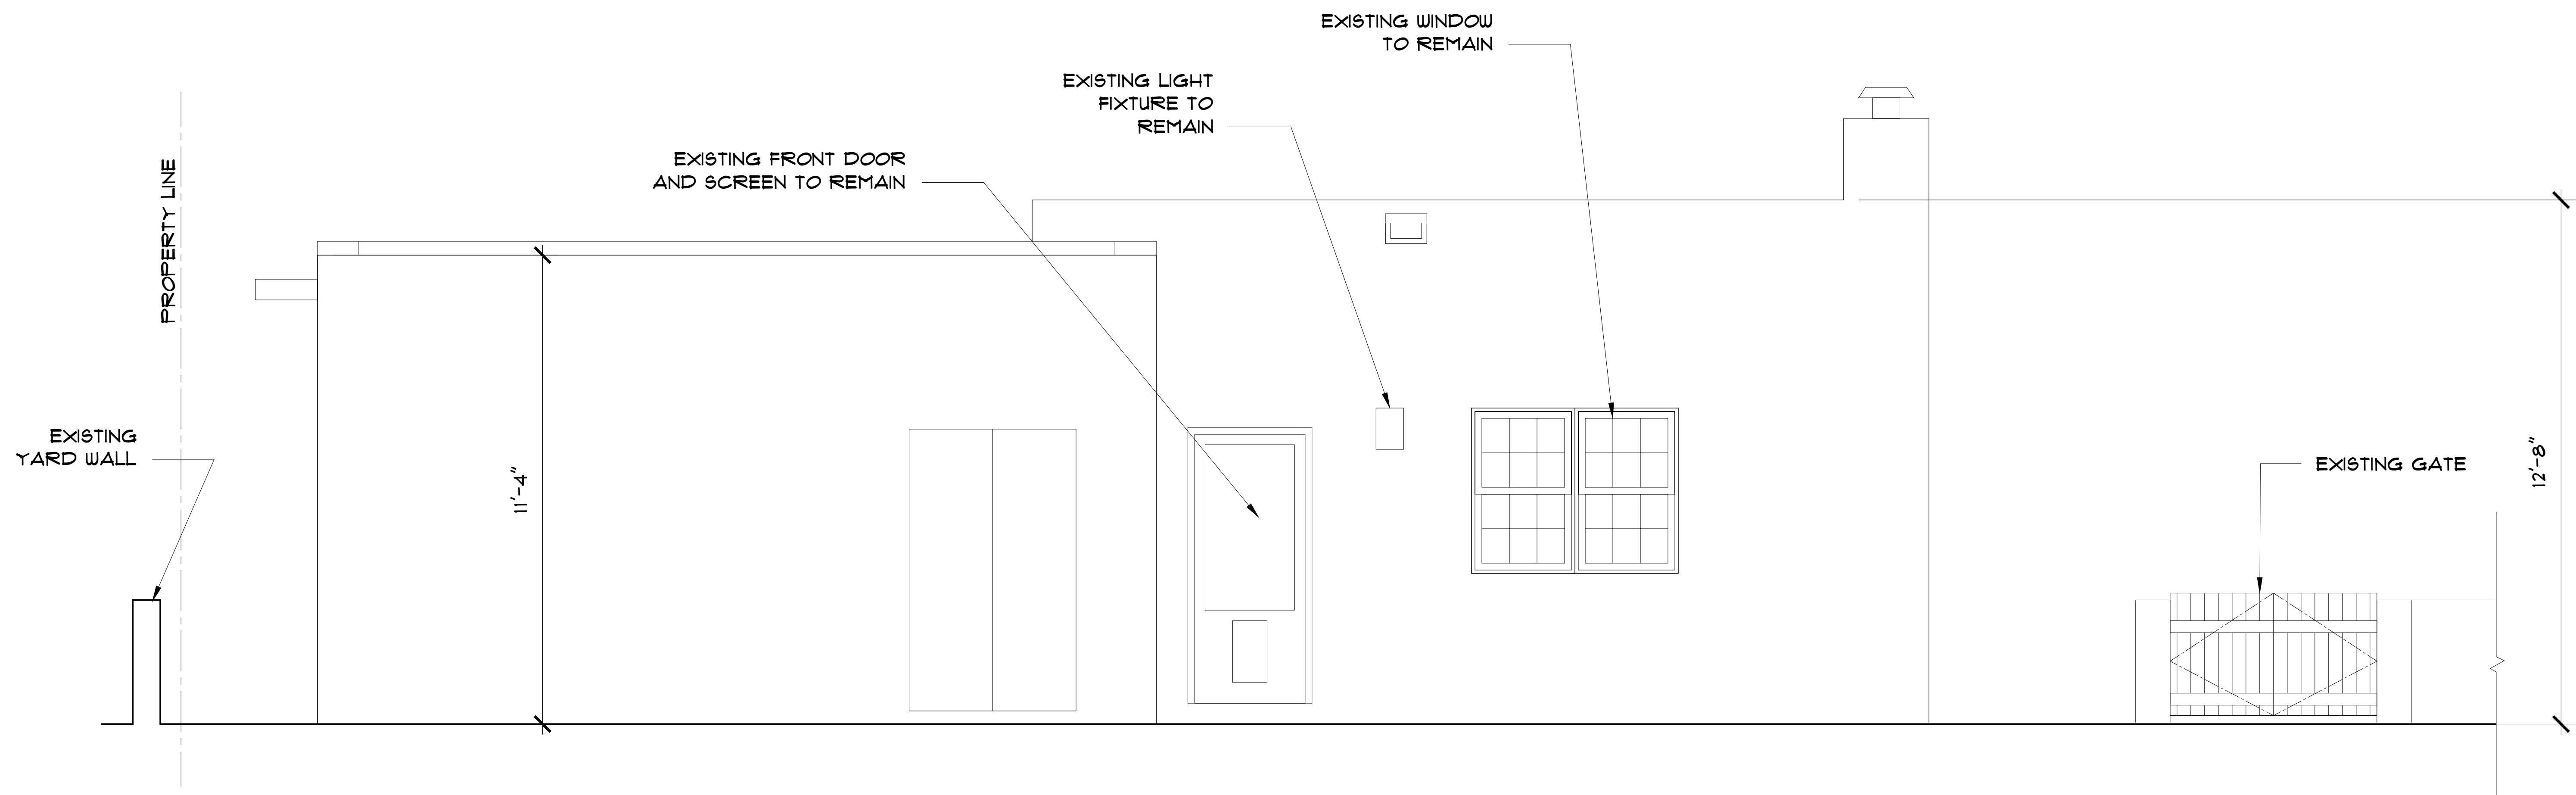 EXISTING WINDOW
TO REMAIN
EXISTING LIGHT
FIXTURE TO
REMAIN
EXISTING FRONT DOOR
AND SCREEN TO REMAIN
PROPERTY LINE
EXISTING
YARD WALL
11'-4"
EXISTING GATE
12'-8"